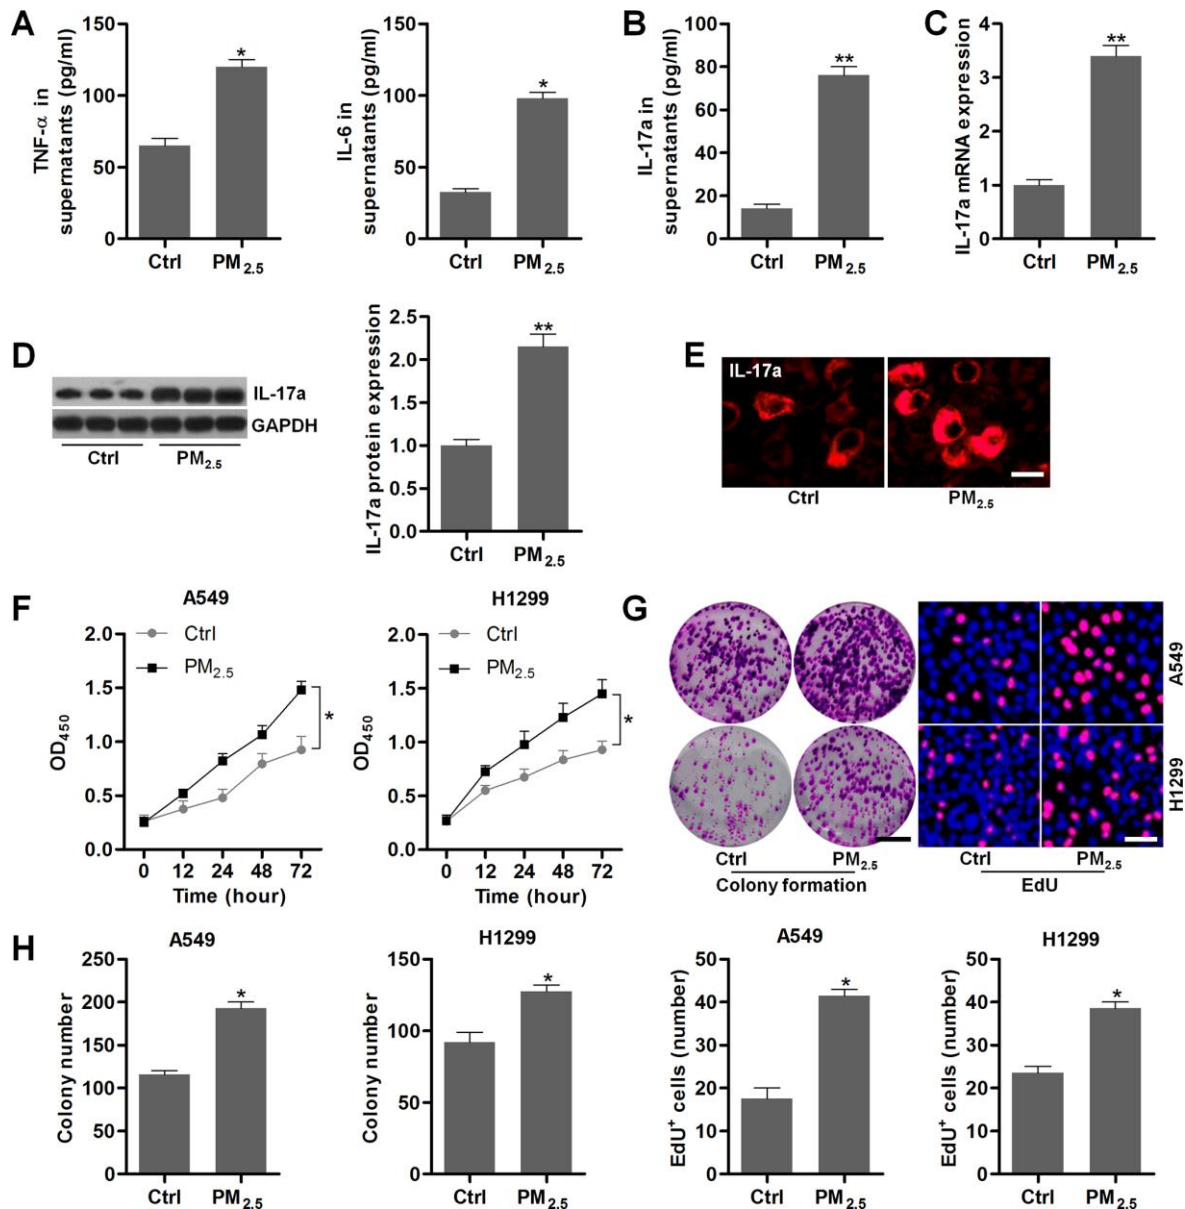 A
TNF-α in
supernatants (pg/ml)
150
100
50
0
*
Ctrl
PM2.5
IL-6 in
supernatants (pg/ml)
150
100
50
0
*
Ctrl
PM2.5
B
IL-17a in
supernatants (pg/ml)
100
80
60
40
20
0
**
Ctrl
PM2.5
C
IL-17a mRNA expression
4
3
2
1
0
**
Ctrl
PM2.5
D
IL-17a
GAPDH
Ctrl
PM2.5
IL-17a protein expression
2.5
2.0
1.5
1.0
0.5
0.0
**
Ctrl
PM2.5
E
IL-17a
Ctrl
PM2.5
F
A549
Ctrl
PM2.5
OD450
2.0
1.5
1.0
0.5
0.0
*
0 12 24 48 72
Time (hour)
H1299
Ctrl
PM2.5
OD450
2.0
1.5
1.0
0.5
0.0
*
0 12 24 48 72
Time (hour)
G
A549
H1299
Ctrl
PM2.5
Colony formation
Ctrl
PM2.5
EdU
H
A549
Colony number
250
200
150
100
50
0
*
Ctrl
PM2.5
H1299
Colony number
150
100
50
0
*
Ctrl
PM2.5
A549
EdU+ cells (number)
50
40
30
20
10
0
*
Ctrl
PM2.5
H1299
EdU+ cells (number)
50
40
30
20
10
0
*
Ctrl
PM2.5